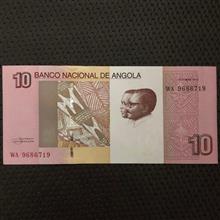 10 BANCO NACIONAL DE ANGOLA
WA 9686719
WA 9686719 10